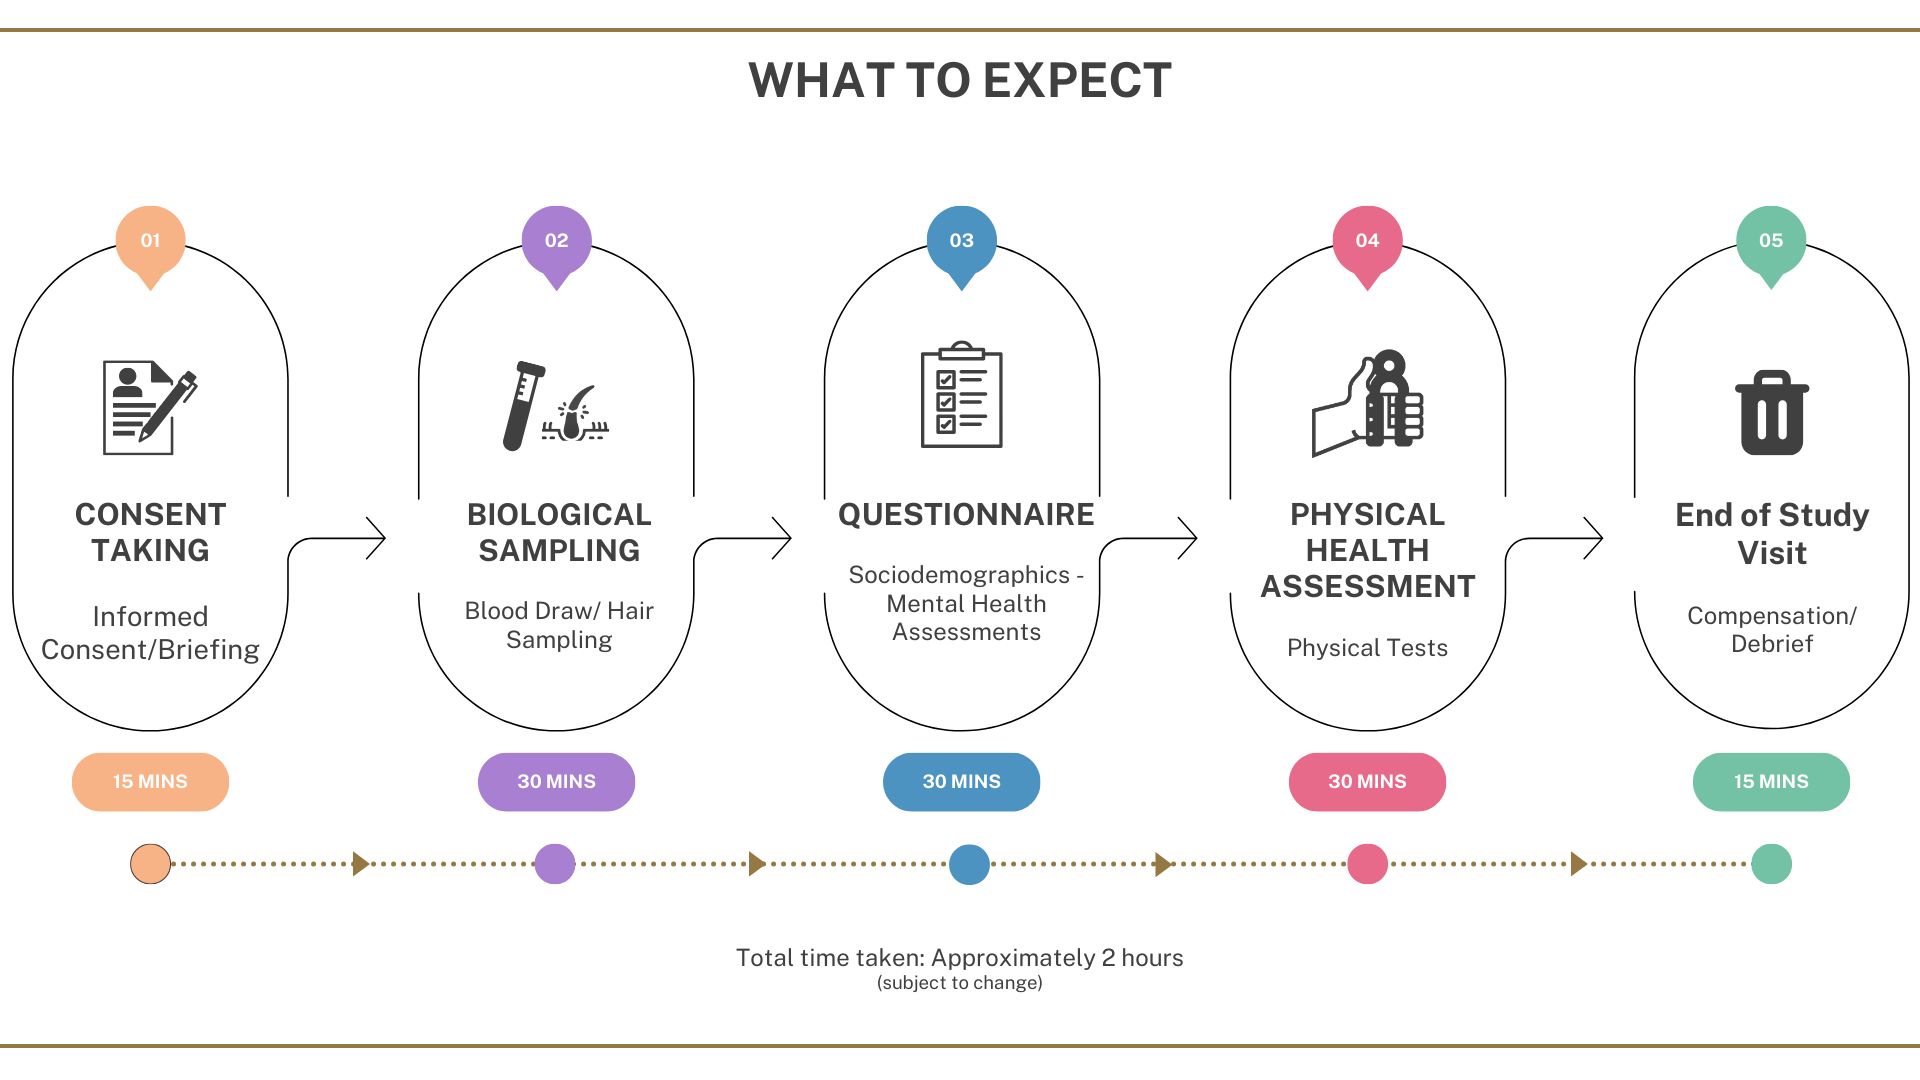 WHAT TO EXPECT
01
CONSENT
TAKING
Informed
Consent/Briefing
15 MINS
02
BIOLOGICAL
SAMPLING
Blood Draw/ Hair
Sampling
30 MINS
03
QUESTIONNAIRE
Sociodemographics -
Mental Health
Assessments
30 MINS
04
PHYSICAL
HEALTH
ASSESSMENT
Physical Tests
30 MINS
05
End of Study
Visit
Compensation/
Debrief
15 MINS
Total time taken: Approximately 2 hours
(subject to change)